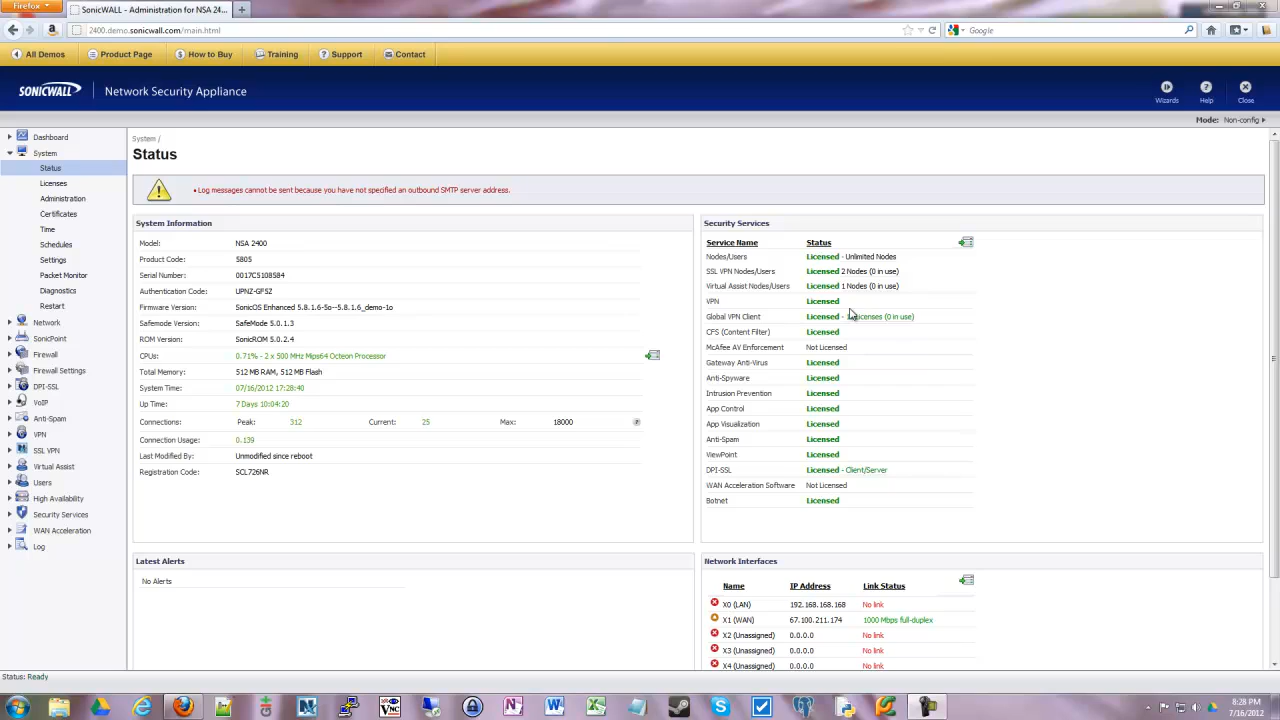 Firefox
SonicWALL - Administration for NSA 24...
2400.demo.sonicwall.com/main.html
Google
All Demos
Product Page
How to Buy
Training
Support
Contact
SONICWALL
Network Security Appliance
Wizards
Help
Close
Mode: Non-config
Dashboard
System
Status
Licenses
Administration
Certificates
Time
Schedules
Settings
Packet Monitor
Diagnostics
Restart
Network
SonicPoint
Firewall
Firewall Settings
DPI-SSL
VoIP
Anti-Spam
VPN
SSL VPN
Virtual Assist
Users
High Availability
Security Services
WAN Acceleration
Log
System /
Status
Log messages cannot be sent because you have not specified an outbound SMTP server address.
System Information
Model: NSA 2400
Product Code: 5805
Serial Number: 0017C5108584
Authentication Code: UPNZ-GF5Z
Firmware Version: SonicOS Enhanced 5.8.1.6-5o--5.8.1.6_demo-1o
Safemode Version: SafeMode 5.0.1.3
ROM Version: SonicROM 5.0.2.4
CPUs: 0.71% - 2 x 500 MHz Mips64 Octeon Processor
Total Memory: 512 MB RAM, 512 MB Flash
System Time: 07/16/2012 17:28:40
Up Time: 7 Days 10:04:20
Connections: Peak: 312 Current: 25 Max: 18000
Connection Usage: 0.139
Last Modified By: Unmodified since reboot
Registration Code: SCL726NR
Security Services
Service Name Status
Nodes/Users Licensed - Unlimited Nodes
SSL VPN Nodes/Users Licensed 2 Nodes (0 in use)
Virtual Assist Nodes/Users Licensed 1 Nodes (0 in use)
VPN Licensed
Global VPN Client Licensed - Licenses (0 in use)
CFS (Content Filter) Licensed
McAfee AV Enforcement Not Licensed
Gateway Anti-Virus Licensed
Anti-Spyware Licensed
Intrusion Prevention Licensed
App Control Licensed
App Visualization Licensed
Anti-Spam Licensed
ViewPoint Licensed
DPI-SSL Licensed - Client/Server
WAN Acceleration Software Not Licensed
Botnet Licensed
Latest Alerts
No Alerts
Network Interfaces
Name IP Address Link Status
X0 (LAN) 192.168.168.168 No link
X1 (WAN) 67.100.211.174 1000 Mbps full-duplex
X2 (Unassigned) 0.0.0.0 No link
X3 (Unassigned) 0.0.0.0 No link
X4 (Unassigned) 0.0.0.0 No link
Status: Ready
8:28 PM
7/16/2012